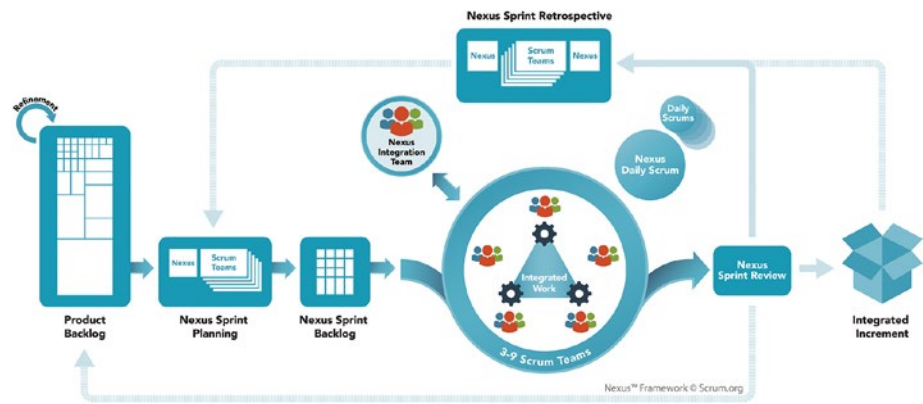 Nexus Sprint Retrospective
Nexus
Scrum
Teams
Nexus
Refinement
Daily
Scrums
Nexus
Integration
Team
Nexus
Daily Scrum
Nexus
Scrum
Teams
Integrated
Work
Nexus
Sprint Review
Product
Backlog
Nexus Sprint
Planning
Nexus Sprint
Backlog
3-9 Scrum Teams
Integrated
Increment
Nexus™ Framework © Scrum.org